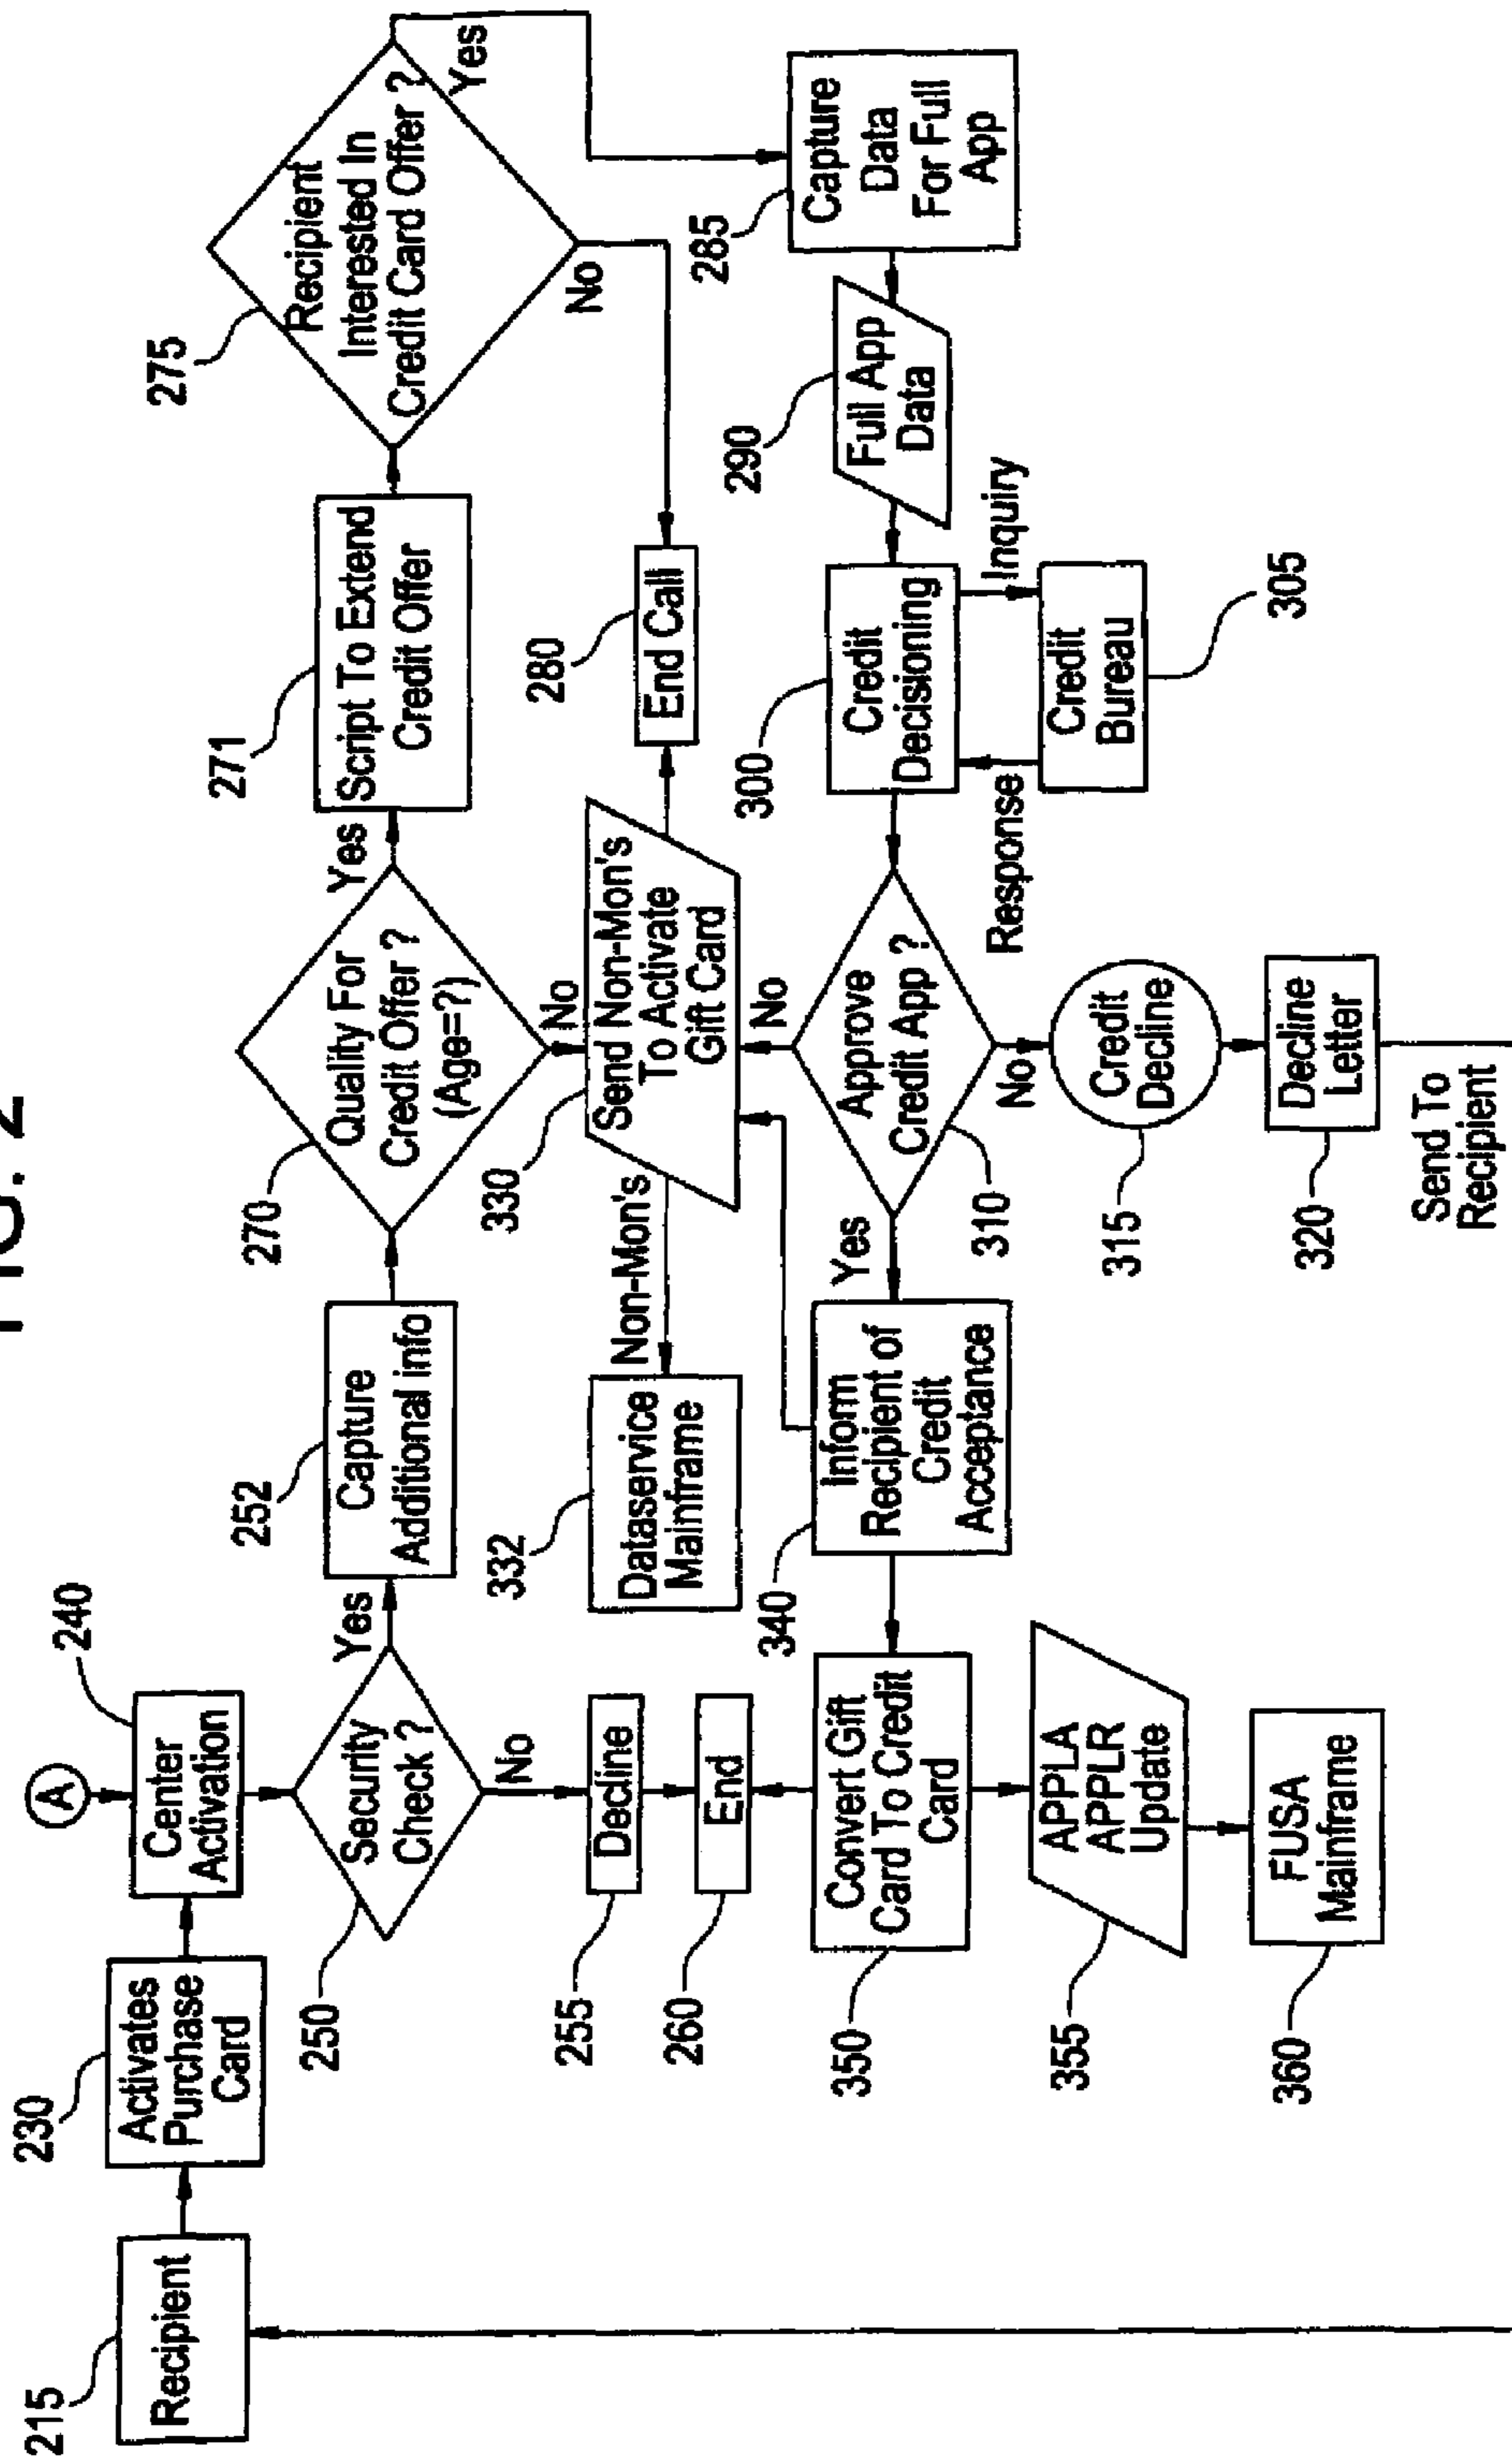 FIG. 2
215
Recipient
230
Activates
Purchase
Card
A
240
Center
Activation
250
Security
Check ?
Yes
No
252
Capture
Additional info
270
Quality For
Credit Offer ?
(Age=?)
Yes
No
271
Script To Extend
Credit Offer
275
Recipient
Interested In
Credit Card Offer ?
Yes
No
255
Decline
260
End
332
Dataservice
Mainframe
Non-Mon's
330
Send Non-Mon's
To Activate
Gift Card
280
End Call
285
Capture
Data
For Full
App
290
Full App
Data
300
Credit
Decisioning
Inquiry
Response
Credit
Bureau
305
No
Approve
Credit App ?
310
Yes
No
340
Inform
Recipient of
Credit
Acceptance
350
Convert Gift
Card To Credit
Card
355
APPLA
APPLR
Update
360
FUSA
Mainframe
315
Credit
Decline
320
Decline
Letter
Send To
Recipient